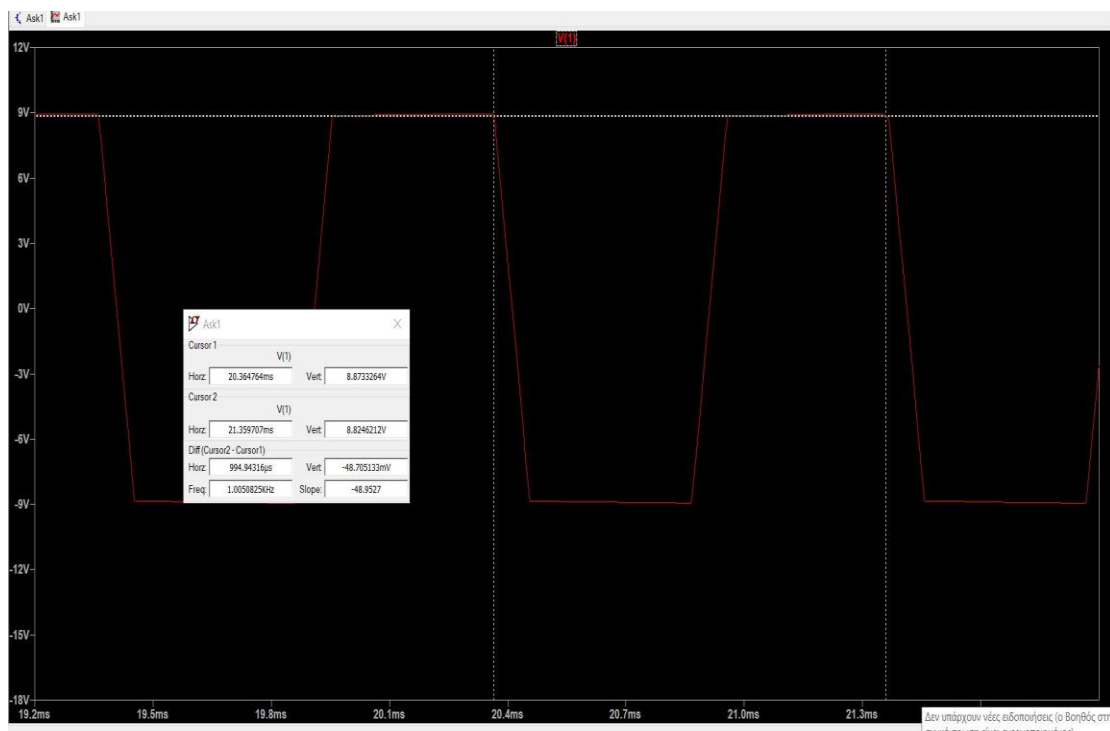 Ask1 Ask1
V(1)
12V
9V
6V
3V
0V
-3V
-6V
-9V
-12V
-15V
-18V
Ask1
Cursor 1
V(1)
Horz: 20.364764ms Vert: 8.8733264V
Cursor 2
V(1)
Horz: 21.359707ms Vert: 8.8246212V
Diff (Cursor2 - Cursor1)
Horz: 994.94316µs Vert: -48.705133mV
Freq: 1.0050825KHz Slope: -48.9527
19.2ms 19.5ms 19.8ms 20.1ms 20.4ms 20.7ms 21.0ms 21.3ms
Δεν υπάρχουν νέες ειδοποιήσεις (ο Βοηθός στη